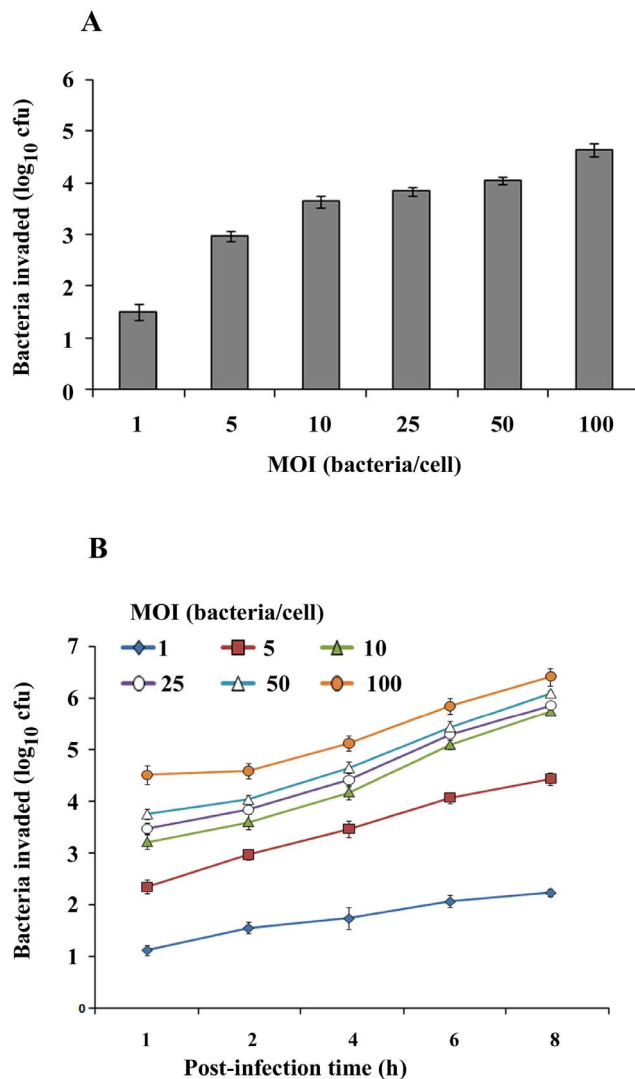 A
Bacteria invaded (log10 cfu)
6
5
4
3
2
1
0
1 5 10 25 50 100
MOI (bacteria/cell)
B
Bacteria invaded (log10 cfu)
MOI (bacteria/cell)
1 5 10
25 50 100
7
6
5
4
3
2
1
0
1 2 4 6 8
Post-infection time (h)